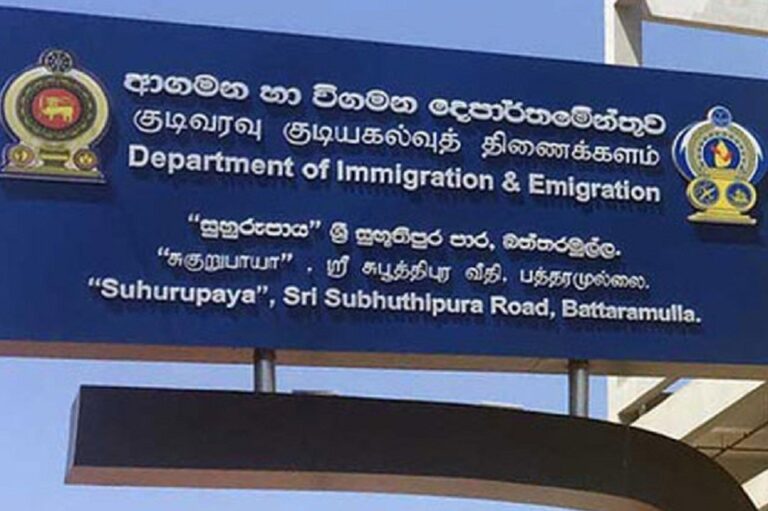 ආගමන හා විගමන දෙපාර්තමේන්තුව
குடிவரவு குடியகல்வுத் திணைக்களம்
Department of Immigration & Emigration
“සුහුරුපාය” ශ්‍රී සුභූතිපුර පාර, බත්තරමුල්ල.
“சுகுறுபாயா” , ஸ்ரீ சுபூத்திபுர வீதி, பத்தரமுல்லை.
“Suhurupaya”, Sri Subhuthipura Road, Battaramulla.